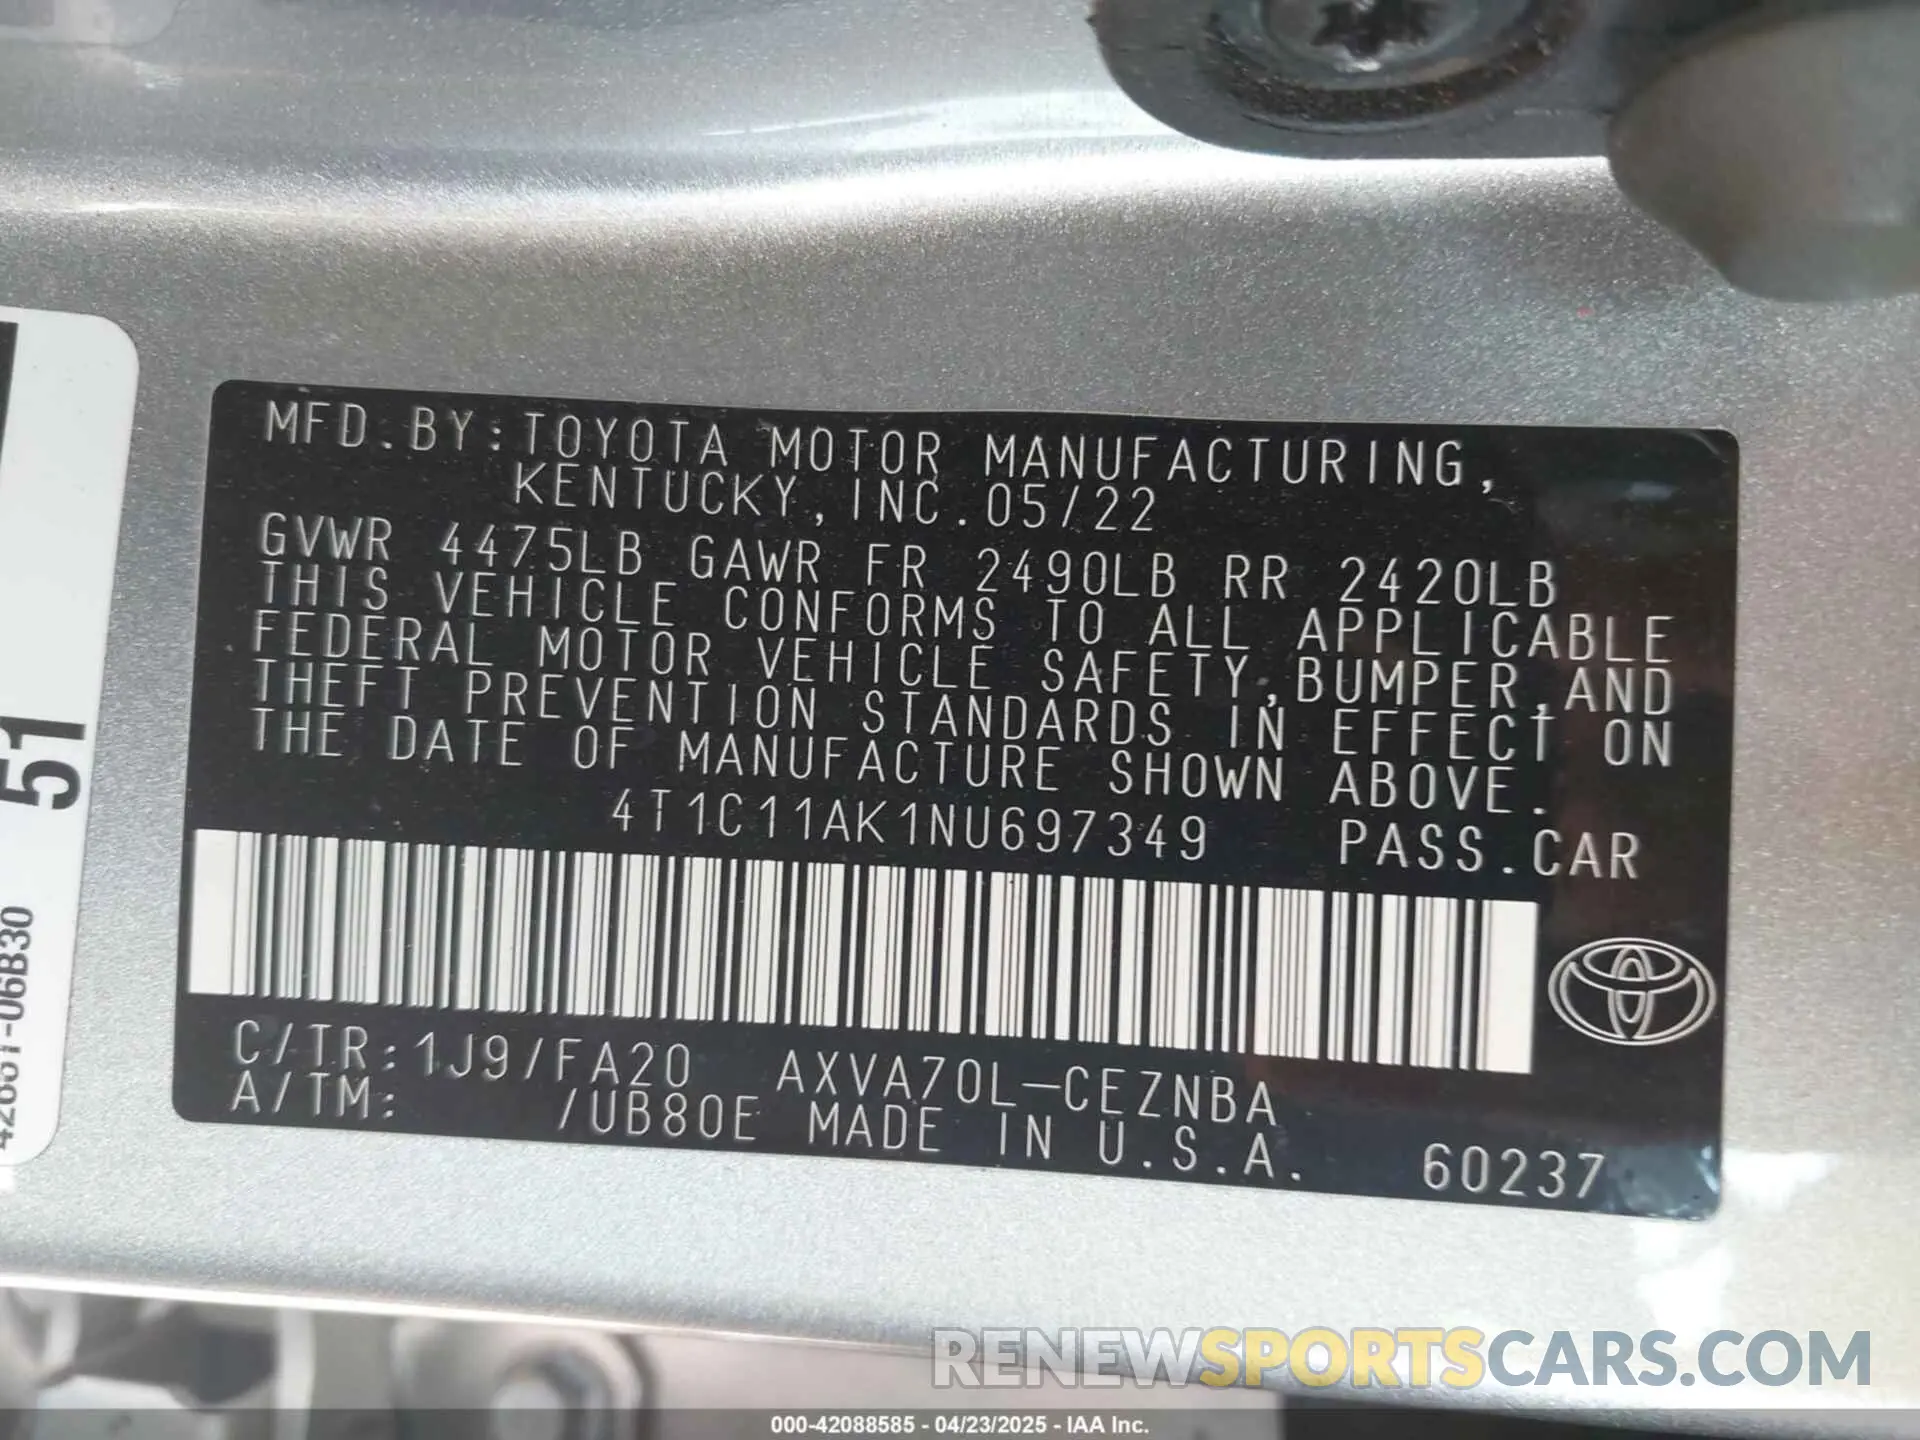 MFD.BY:TOYOTA MOTOR MANUFACTURING,
KENTUCKY, INC.05/22
GVWR 4475LB GAWR FR 2490LB RR 2420LB
THIS VEHICLE CONFORMS TO ALL APPLICABLE
FEDERAL MOTOR VEHICLE SAFETY,BUMPER,AND
THEFT PREVENTION STANDARDS IN EFFECT ON
THE DATE OF MANUFACTURE SHOWN ABOVE.
4T1C11AK1NU697349 PASS.CAR
C/TR:1J9/FA20 AXVA70L-CEZNBA
A/TM: /UB80E MADE IN U.S.A. 60237
51
RENEWSPORTSCARS.COM
000-42088585 - 04/23/2025 - IAA Inc.